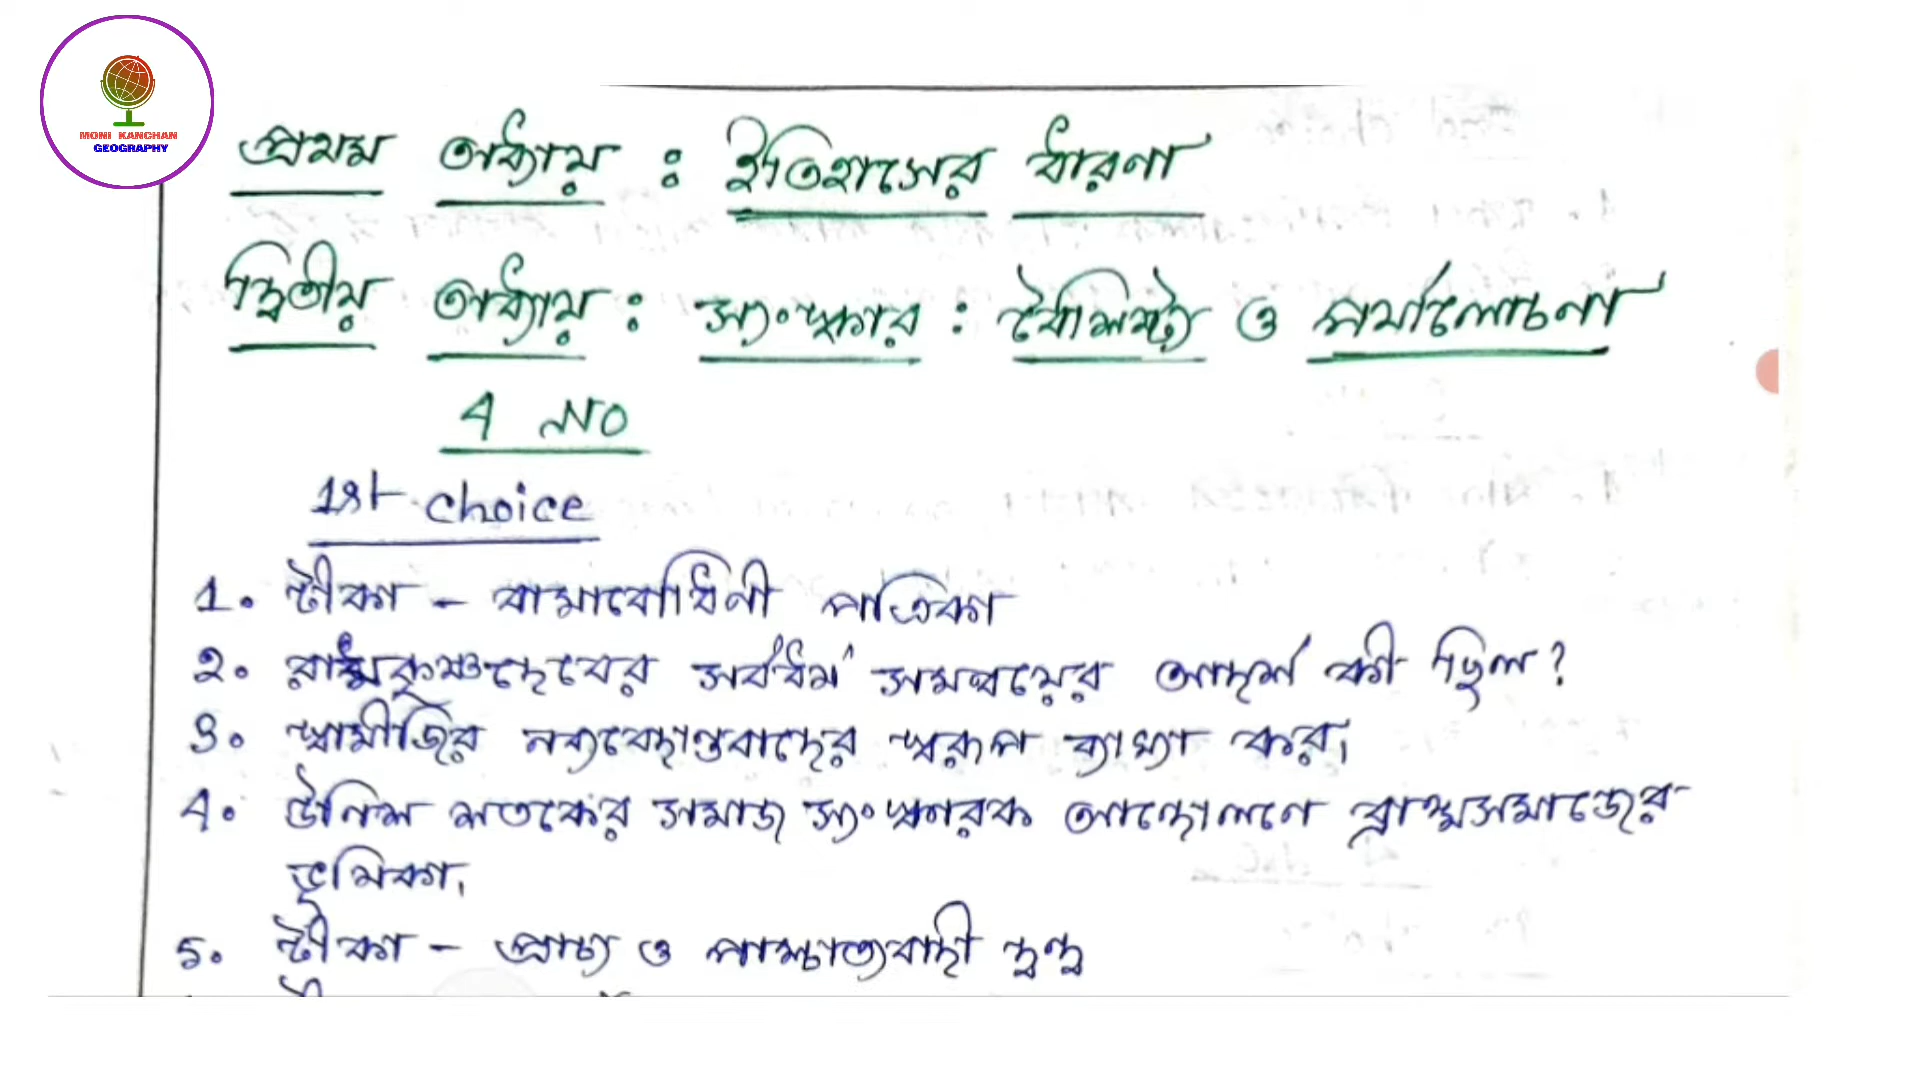 MONI KANCHAN
GEOGRAPHY
প্রথম অধ্যায় : ইতিহাসের ধারণা
দ্বিতীয় অধ্যায় : সংস্কার : বৈশিষ্ট্য ও পর্যালোচনা
4 NO
1st choice
1. টীকা - বামাবোধিনী পত্রিকা
2. রামকৃষ্ণদেবের সর্বধর্ম সমন্বয়ের আদর্শ কী ছিল?
3. স্বামীজির নব্যবেদান্তবাদের স্বরূপ ব্যাখ্যা কর।
4. উনিশ শতকের সমাজ সংস্কারক আন্দোলনে ব্রাহ্মসমাজের
ভূমিকা।
5. টীকা - প্রাচ্য ও পাশ্চাত্যবাদী দ্বন্দ্ব